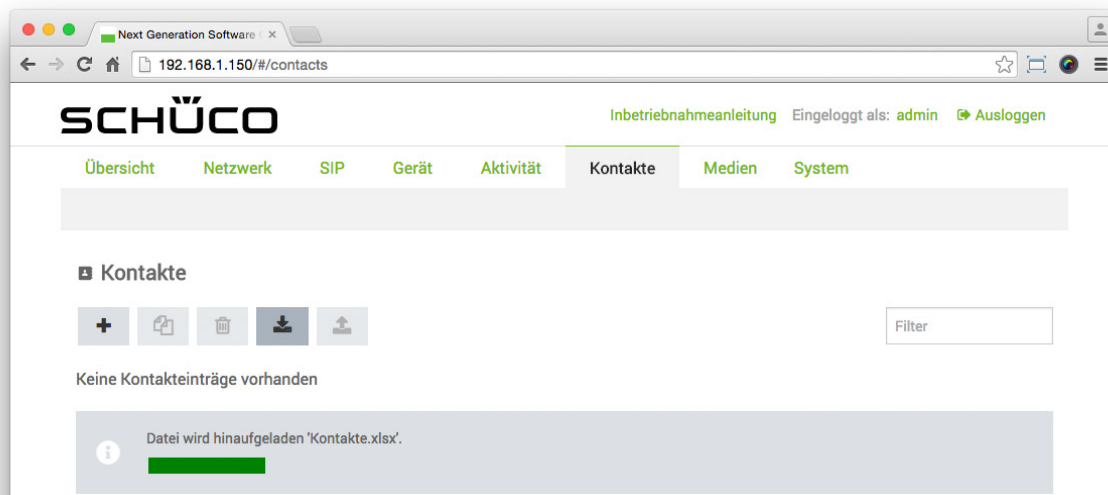 Next Generation Software
192.168.1.150/#/contacts
SCHÜCO
Inbetriebnahmeanleitung Eingeloggt als: admin Ausloggen
Übersicht Netzwerk SIP Gerät Aktivität Kontakte Medien System
Kontakte
Filter
Keine Kontakteinträge vorhanden
Datei wird hinaufgeladen 'Kontakte.xlsx'.